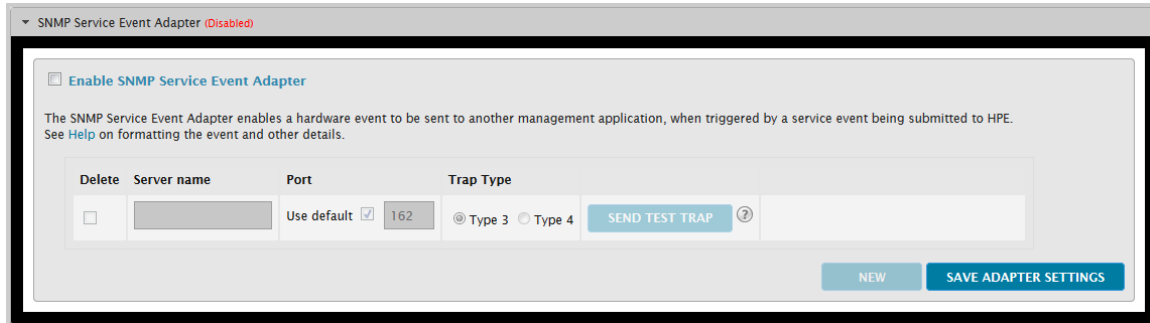 SNMP Service Event Adapter (Disabled)
Enable SNMP Service Event Adapter
The SNMP Service Event Adapter enables a hardware event to be sent to another management application, when triggered by a service event being submitted to HPE.
See Help on formatting the event and other details.
Delete Server name Port Trap Type
Use default 162 Type 3 Type 4 SEND TEST TRAP ?
NEW SAVE ADAPTER SETTINGS